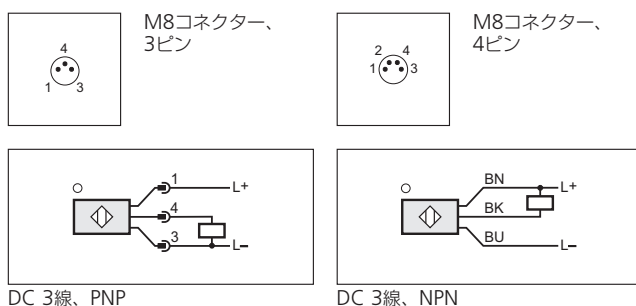 M8コネクター、
3ピン
4
1 3
M8コネクター、
4ピン
2 4
1 3
1 L+
4
3 L-
DC 3線、PNP
BN L+
BK
BU L-
DC 3線、NPN